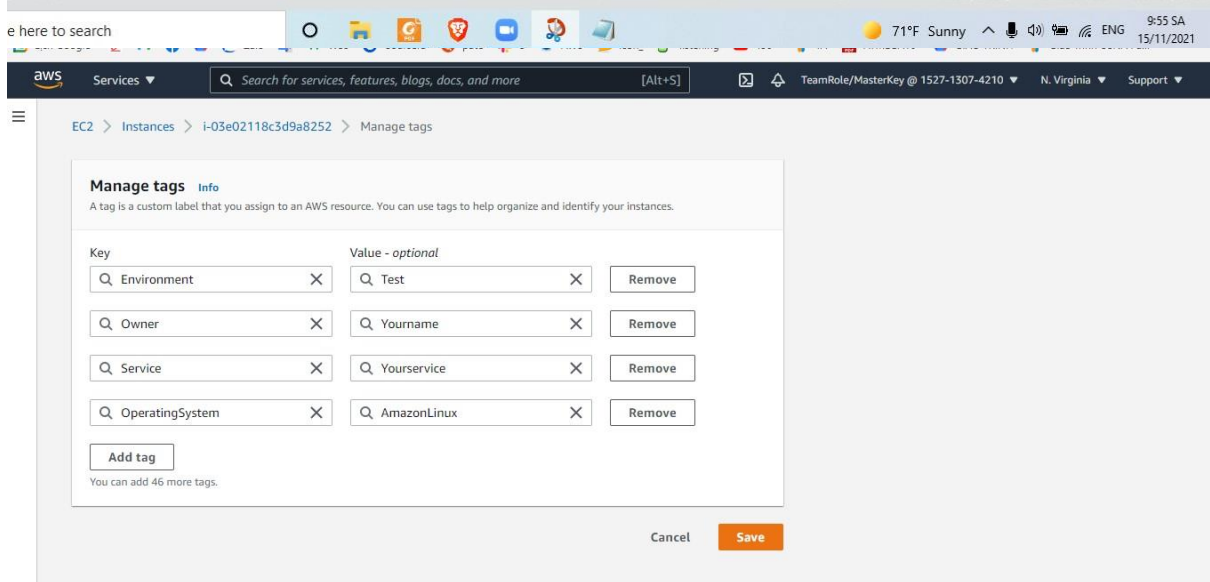 e here to search
71°F Sunny
ENG
9:55 SA
15/11/2021
aws
Services
Search for services, features, blogs, docs, and more
[Alt+S]
TeamRole/MasterKey @ 1527-1307-4210
N. Virginia
Support
EC2 > Instances > i-03e02118c3d9a8252 > Manage tags
Manage tags Info
A tag is a custom label that you assign to an AWS resource. You can use tags to help organize and identify your instances.
Key Value - optional
Environment Test Remove
Owner Yourname Remove
Service Yourservice Remove
OperatingSystem AmazonLinux Remove
Add tag
You can add 46 more tags.
Cancel Save